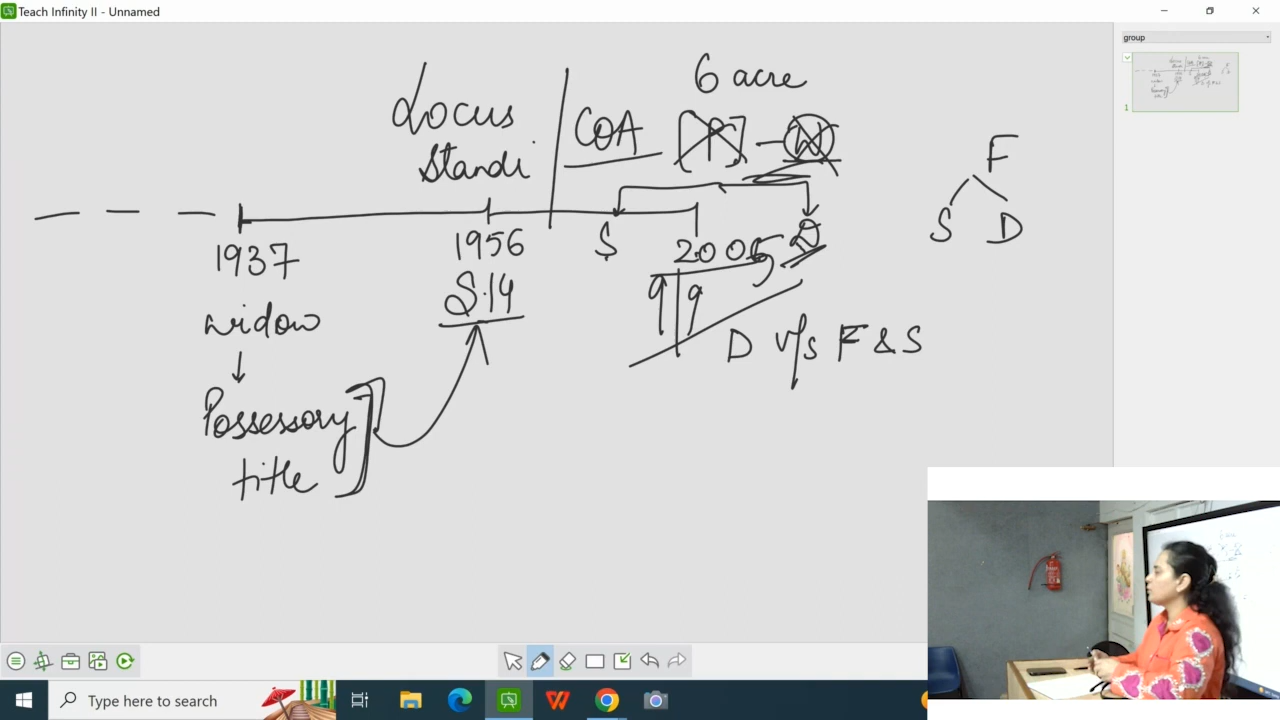 Teach Infinity II - Unnamed
group
1
6 acre
Locus
Standi
COA
F
S D
1937
1956
S
2005
D
S.14
9 9
widow
D v/s F & S
Possessory
title
Type here to search